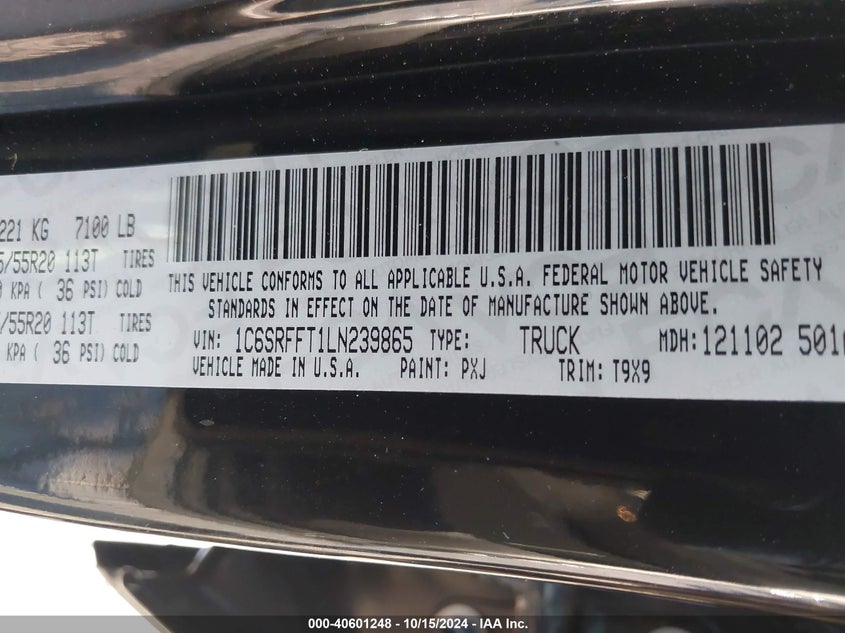 221 KG 7100 LB
/55R20 113T TIRES
KPA ( 36 PSI) COLD
/55R20 113T TIRES
KPA ( 36 PSI) COLD
THIS VEHICLE CONFORMS TO ALL APPLICABLE U.S.A. FEDERAL MOTOR VEHICLE SAFETY
STANDARDS IN EFFECT ON THE DATE OF MANUFACTURE SHOWN ABOVE.
VIN: 1C6SRFFT1LN239865 TYPE: TRUCK MDH: 121102 501
VEHICLE MADE IN U.S.A. PAINT: PXJ TRIM: T9X9
000-40601248 - 10/15/2024 - IAA Inc.